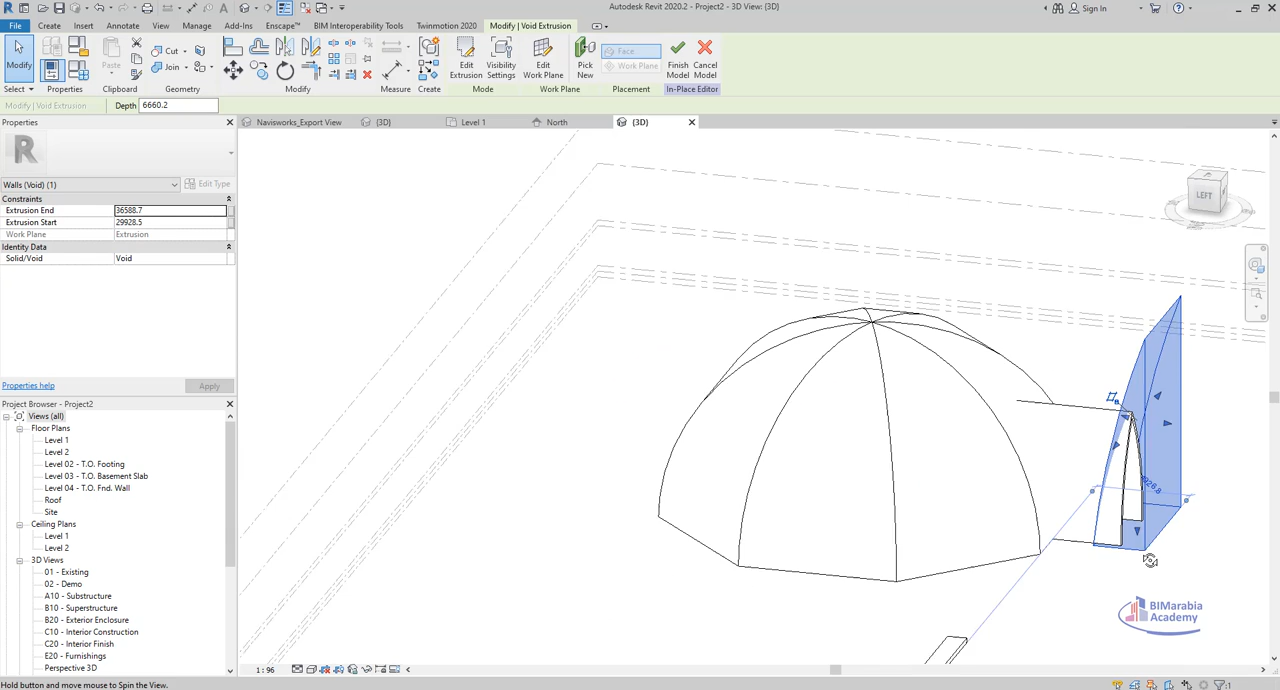 Autodesk Revit 2020.2 - Project2 - 3D View: {3D}
Sign In
File Create Insert Annotate View Manage Add-Ins Enscape™ BIM Interoperability Tools Twinmotion 2020 Modify | Void Extrusion
Modify
Select
Properties
Paste
Clipboard
Cut
Join
Geometry
Modify
Measure
Create
Edit Extrusion
Visibility Settings
Mode
Edit Work Plane
Work Plane
Pick New
Face
Work Plane
Placement
Finish Model
Cancel Model
In-Place Editor
Modify | Void Extrusion Depth 6660.2
Properties
Navisworks_Export View {3D} Level 1 North {3D}
R
Walls (Void) (1) Edit Type
Constraints
Extrusion End 36588.7
Extrusion Start 29928.5
Work Plane Extrusion
Identity Data
Solid/Void Void
LEFT
Properties help Apply
Project Browser - Project2
Views (all)
Floor Plans
Level 1
Level 2
Level 02 - T.O. Footing
Level 03 - T.O. Basement Slab
Level 04 - T.O. Fnd. Wall
Roof
Site
Ceiling Plans
Level 1
Level 2
3D Views
01 - Existing
02 - Demo
A10 - Substructure
B10 - Superstructure
B20 - Exterior Enclosure
C10 - Interior Construction
C20 - Interior Finish
E20 - Furnishings
Perspective 3D
BIMarabia
Academy
1 : 96
Hold button and move mouse to Spin the View.
:1